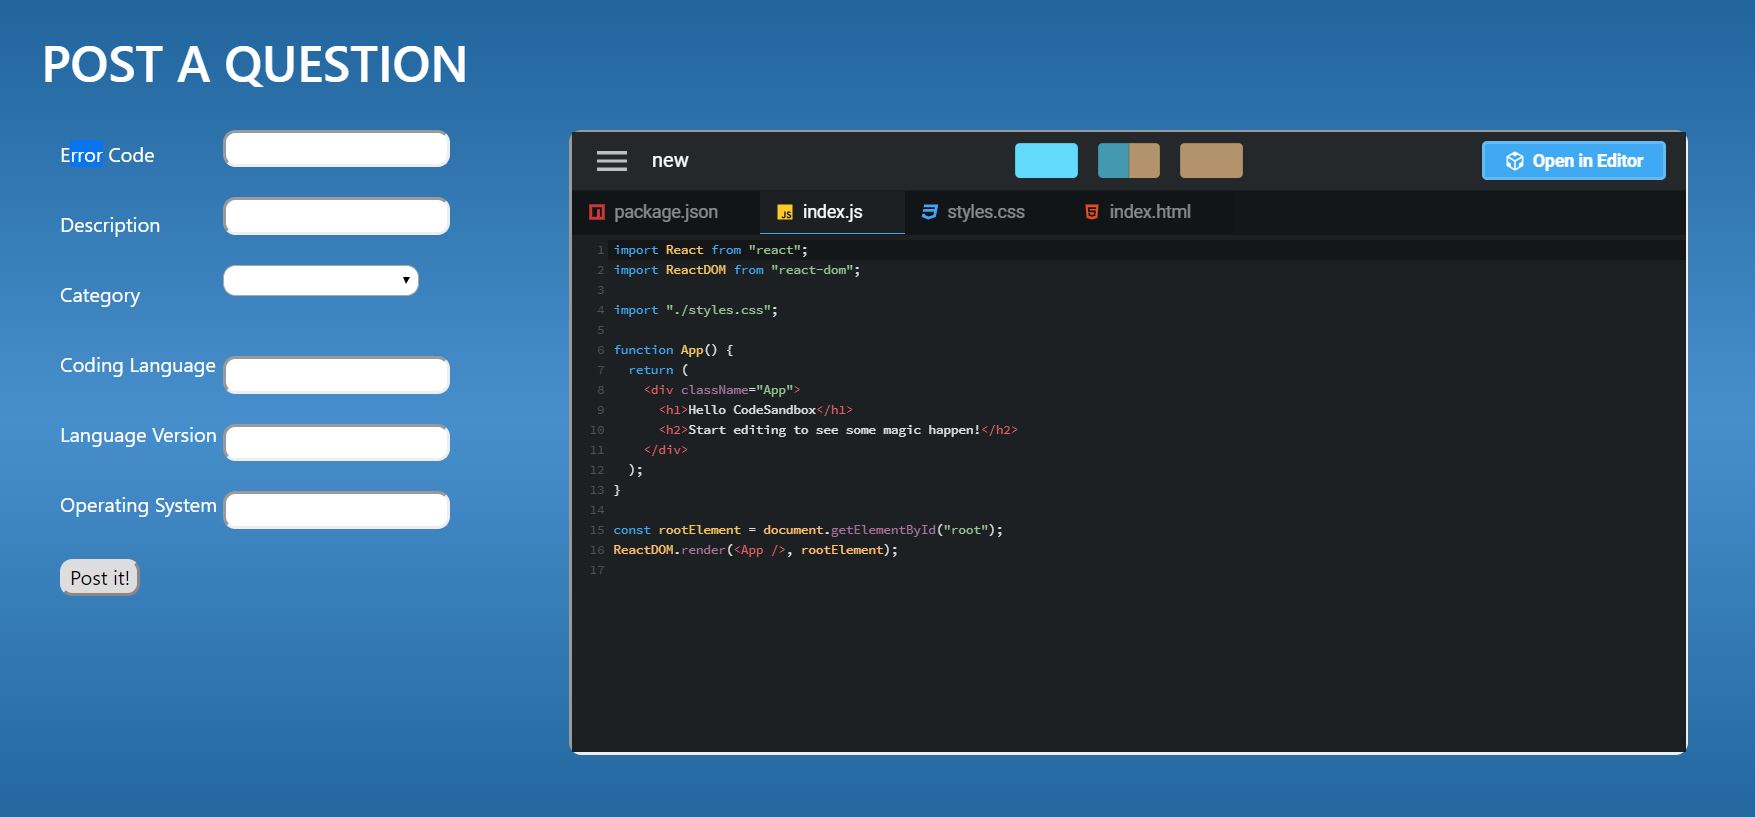 POST A QUESTION
Error Code
Description
Category
Coding Language
Language Version
Operating System
Post it!
new
Open in Editor
package.json
JS index.js
styles.css
index.html
1 import React from "react";
2 import ReactDOM from "react-dom";
3
4 import "./styles.css";
5
6 function App() {
7   return (
8     <div className="App">
9       <h1>Hello CodeSandbox</h1>
10       <h2>Start editing to see some magic happen!</h2>
11     </div>
12   );
13 }
14
15 const rootElement = document.getElementById("root");
16 ReactDOM.render(<App />, rootElement);
17